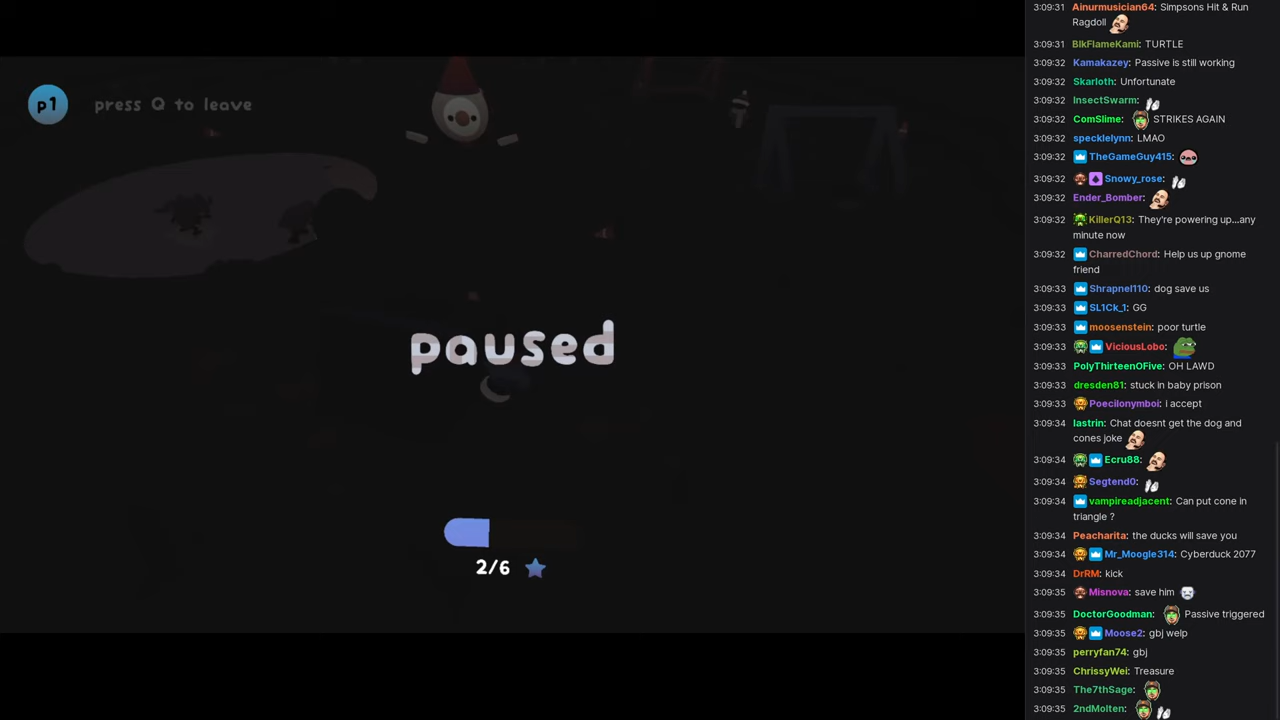 p1 press Q to leave
paused
2/6
3:09:31 Ainurmusician64: Simpsons Hit & Run
Ragdoll
3:09:31 BlkFlameKami: TURTLE
3:09:32 Kamakazey: Passive is still working
3:09:32 Skarloth: Unfortunate
3:09:32 InsectSwarm:
3:09:32 ComSlime: STRIKES AGAIN
3:09:32 specklelynn: LMAO
3:09:32 TheGameGuy415:
3:09:32 Snowy_rose:
3:09:32 Ender_Bomber:
3:09:32 KillerQ13: They're powering up...any
minute now
3:09:32 CharredChord: Help us up gnome
friend
3:09:33 Shrapnel110: dog save us
3:09:33 SL1Ck_1: GG
3:09:33 moosenstein: poor turtle
3:09:33 ViciousLobo:
3:09:33 PolyThirteenOFive: OH LAWD
3:09:33 dresden81: stuck in baby prison
3:09:33 Poecilonymboi: i accept
3:09:34 lastrin: Chat doesnt get the dog and
cones joke
3:09:34 Ecru88:
3:09:34 Segtend0:
3:09:34 vampireadjacent: Can put cone in
triangle ?
3:09:34 Peacharita: the ducks will save you
3:09:34 Mr_Moogle314: Cyberduck 2077
3:09:34 DrRM: kick
3:09:35 Misnova: save him
3:09:35 DoctorGoodman: Passive triggered
3:09:35 Moose2: gbj welp
3:09:35 perryfan74: gbj
3:09:35 ChrissyWei: Treasure
3:09:35 The7thSage:
3:09:35 2ndMolten: